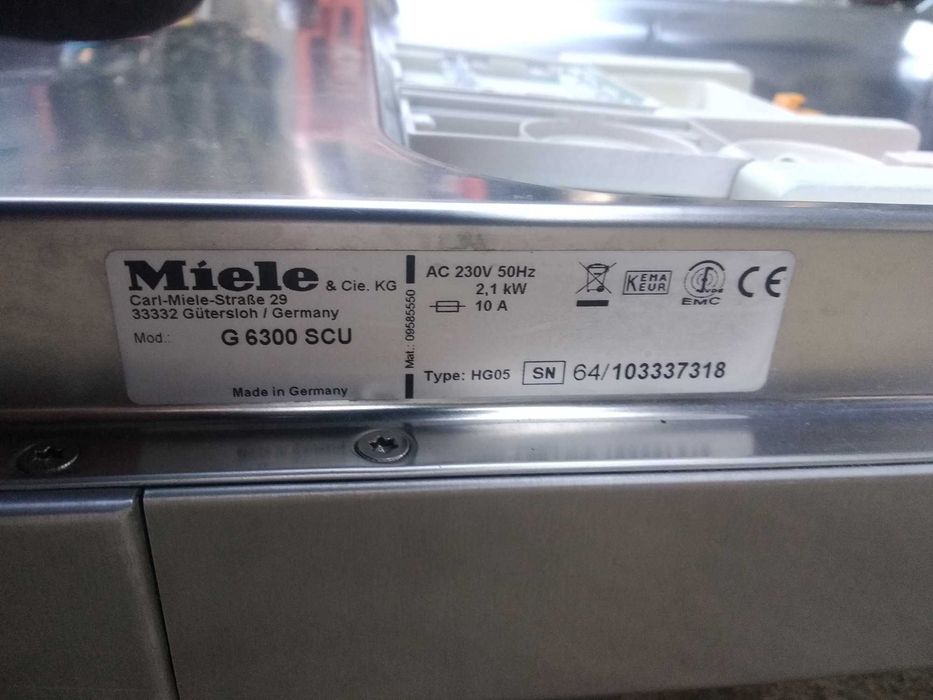 Miele & Cie. KG
Carl-Miele-Straße 29
33332 Gütersloh / Germany
Mod.: G 6300 SCU
Made in Germany
Mat.: 09585550
AC 230V 50Hz
2,1 kW
10 A
KEMA
KEUR
VDE
EMC
CE
Type: HG05 SN 64/103337318